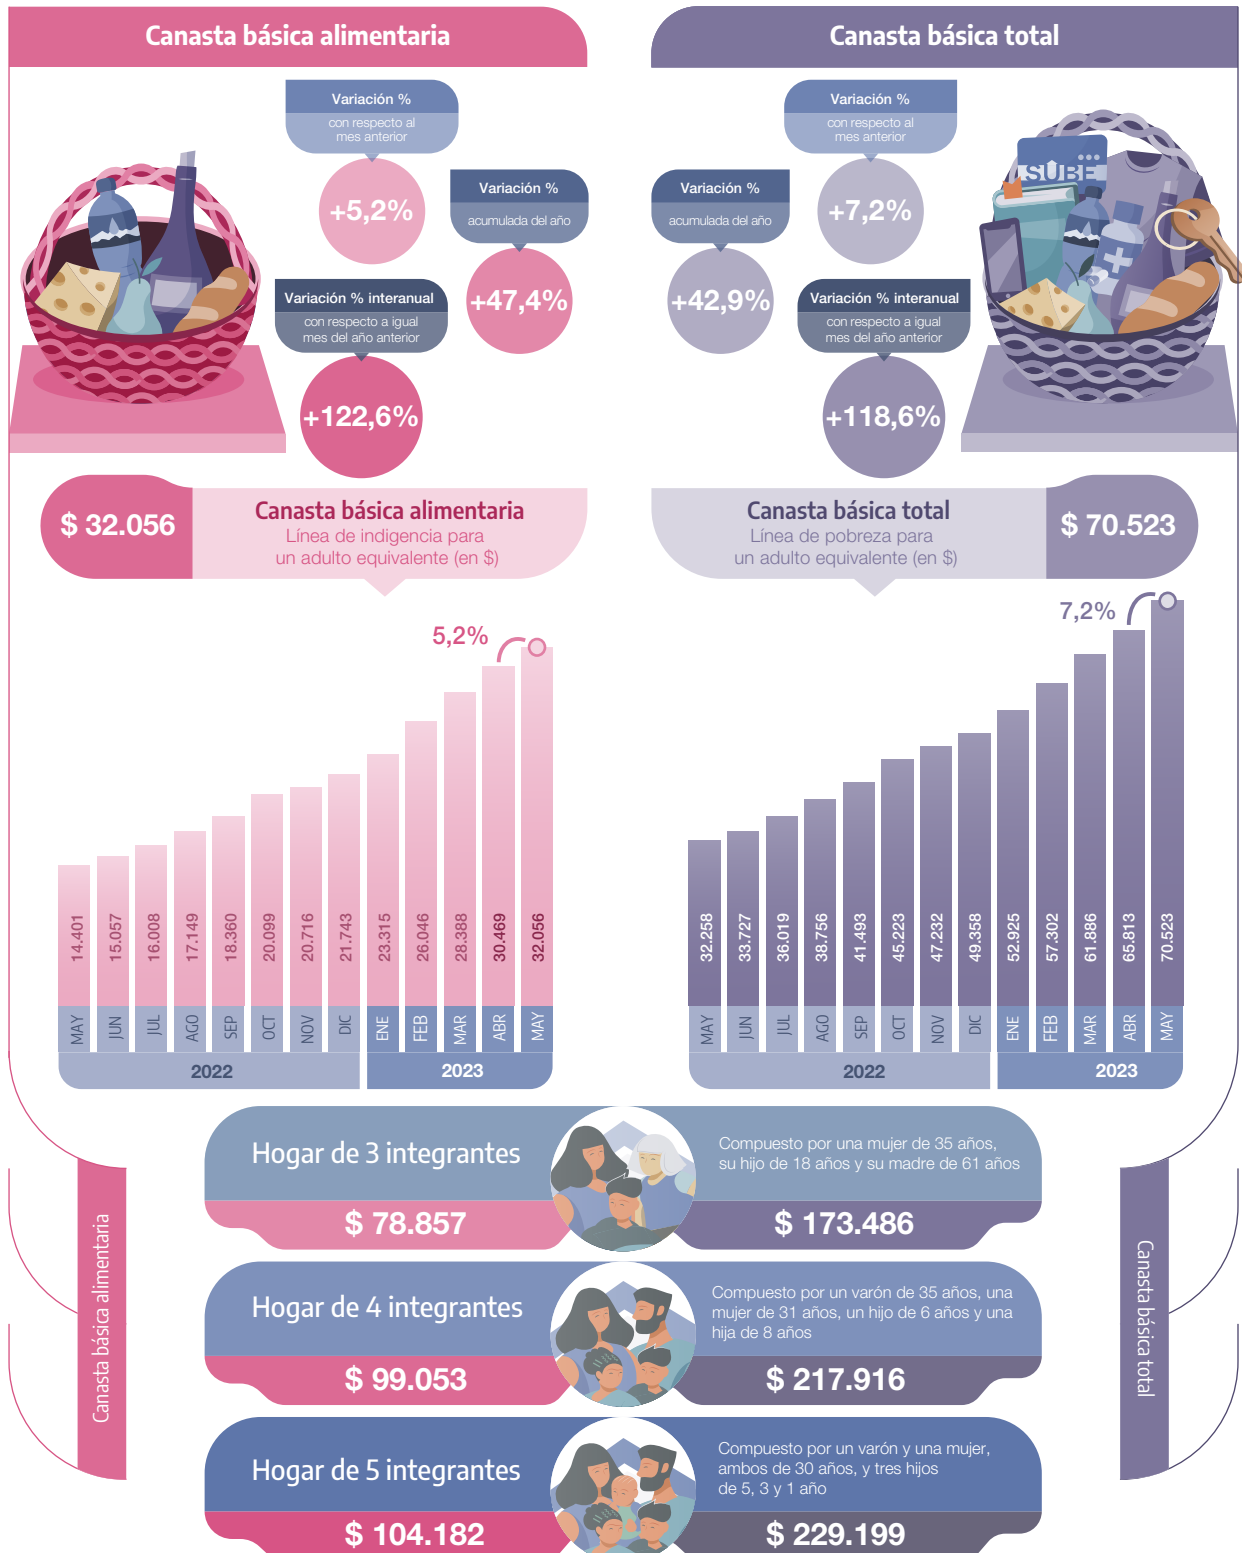 Canasta básica alimentaria
Variación %
con respecto al
mes anterior
+5,2%
Variación %
acumulada del año
+47,4%
Variación % interanual
con respecto a igual
mes del año anterior
+122,6%
$ 32.056
Canasta básica alimentaria
Línea de indigencia para
un adulto equivalente (en $)
5,2%
14.401
15.057
16.008
17.149
18.360
20.099
20.716
21.743
23.315
26.046
28.388
30.469
32.056
MAY
JUN
JUL
AGO
SEP
OCT
NOV
DIC
ENE
FEB
MAR
ABR
MAY
2022
2023
Canasta básica total
Variación %
con respecto al
mes anterior
+7,2%
Variación %
acumulada del año
+42,9%
Variación % interanual
con respecto a igual
mes del año anterior
+118,6%
SUBE
Canasta básica total
Línea de pobreza para
un adulto equivalente (en $)
$ 70.523
7,2%
32.258
33.727
36.019
38.756
41.493
45.223
47.232
49.358
52.925
57.302
61.886
65.813
70.523
MAY
JUN
JUL
AGO
SEP
OCT
NOV
DIC
ENE
FEB
MAR
ABR
MAY
2022
2023
Canasta básica alimentaria
Canasta básica total
Hogar de 3 integrantes
Compuesto por una mujer de 35 años,
su hijo de 18 años y su madre de 61 años
$ 78.857
$ 173.486
Hogar de 4 integrantes
Compuesto por un varón de 35 años, una
mujer de 31 años, un hijo de 6 años y una
hija de 8 años
$ 99.053
$ 217.916
Hogar de 5 integrantes
Compuesto por un varón y una mujer,
ambos de 30 años, y tres hijos
de 5, 3 y 1 año
$ 104.182
$ 229.199